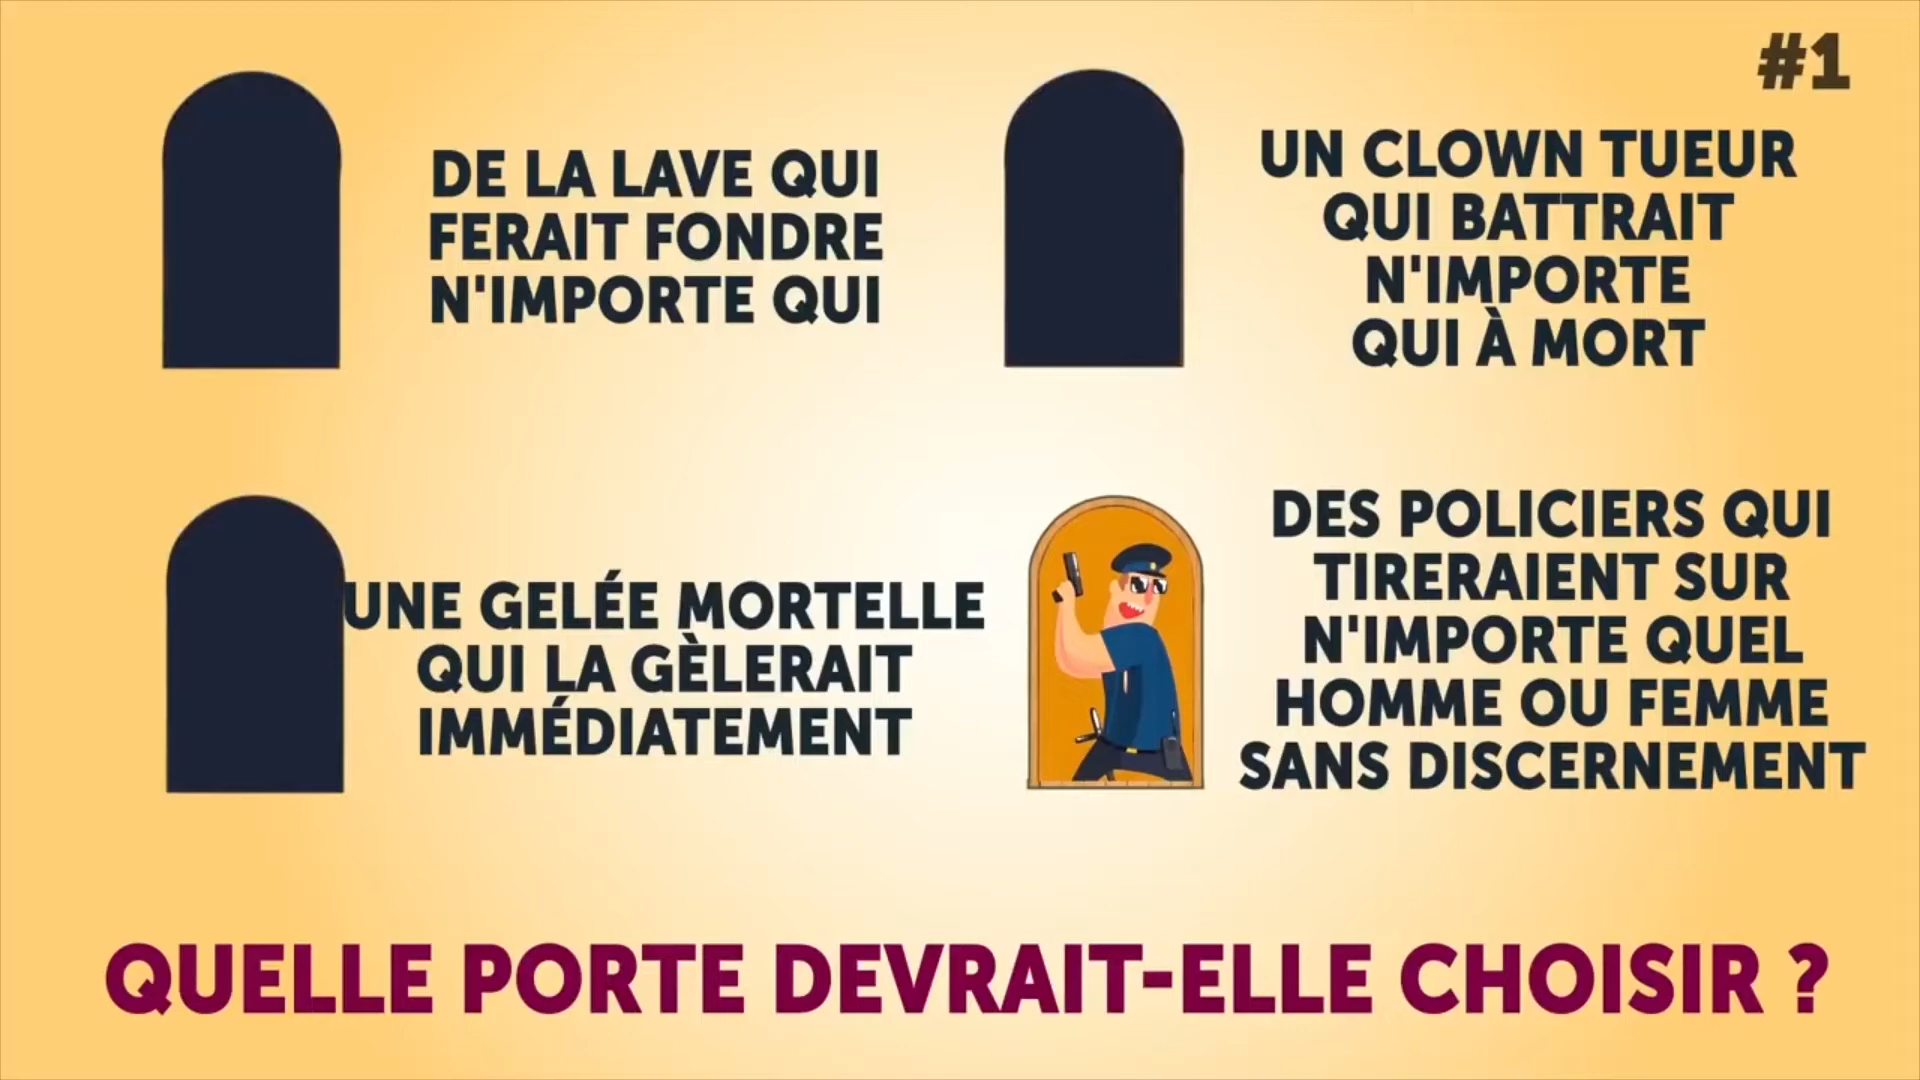 #1
DE LA LAVE QUI
FERAIT FONDRE
N'IMPORTE QUI
UN CLOWN TUEUR
QUI BATTRAIT
N'IMPORTE
QUI À MORT
UNE GELÉE MORTELLE
QUI LA GÈLERAIT
IMMÉDIATEMENT
DES POLICIERS QUI
TIRERAIENT SUR
N'IMPORTE QUEL
HOMME OU FEMME
SANS DISCERNEMENT
QUELLE PORTE DEVRAIT-ELLE CHOISIR ?